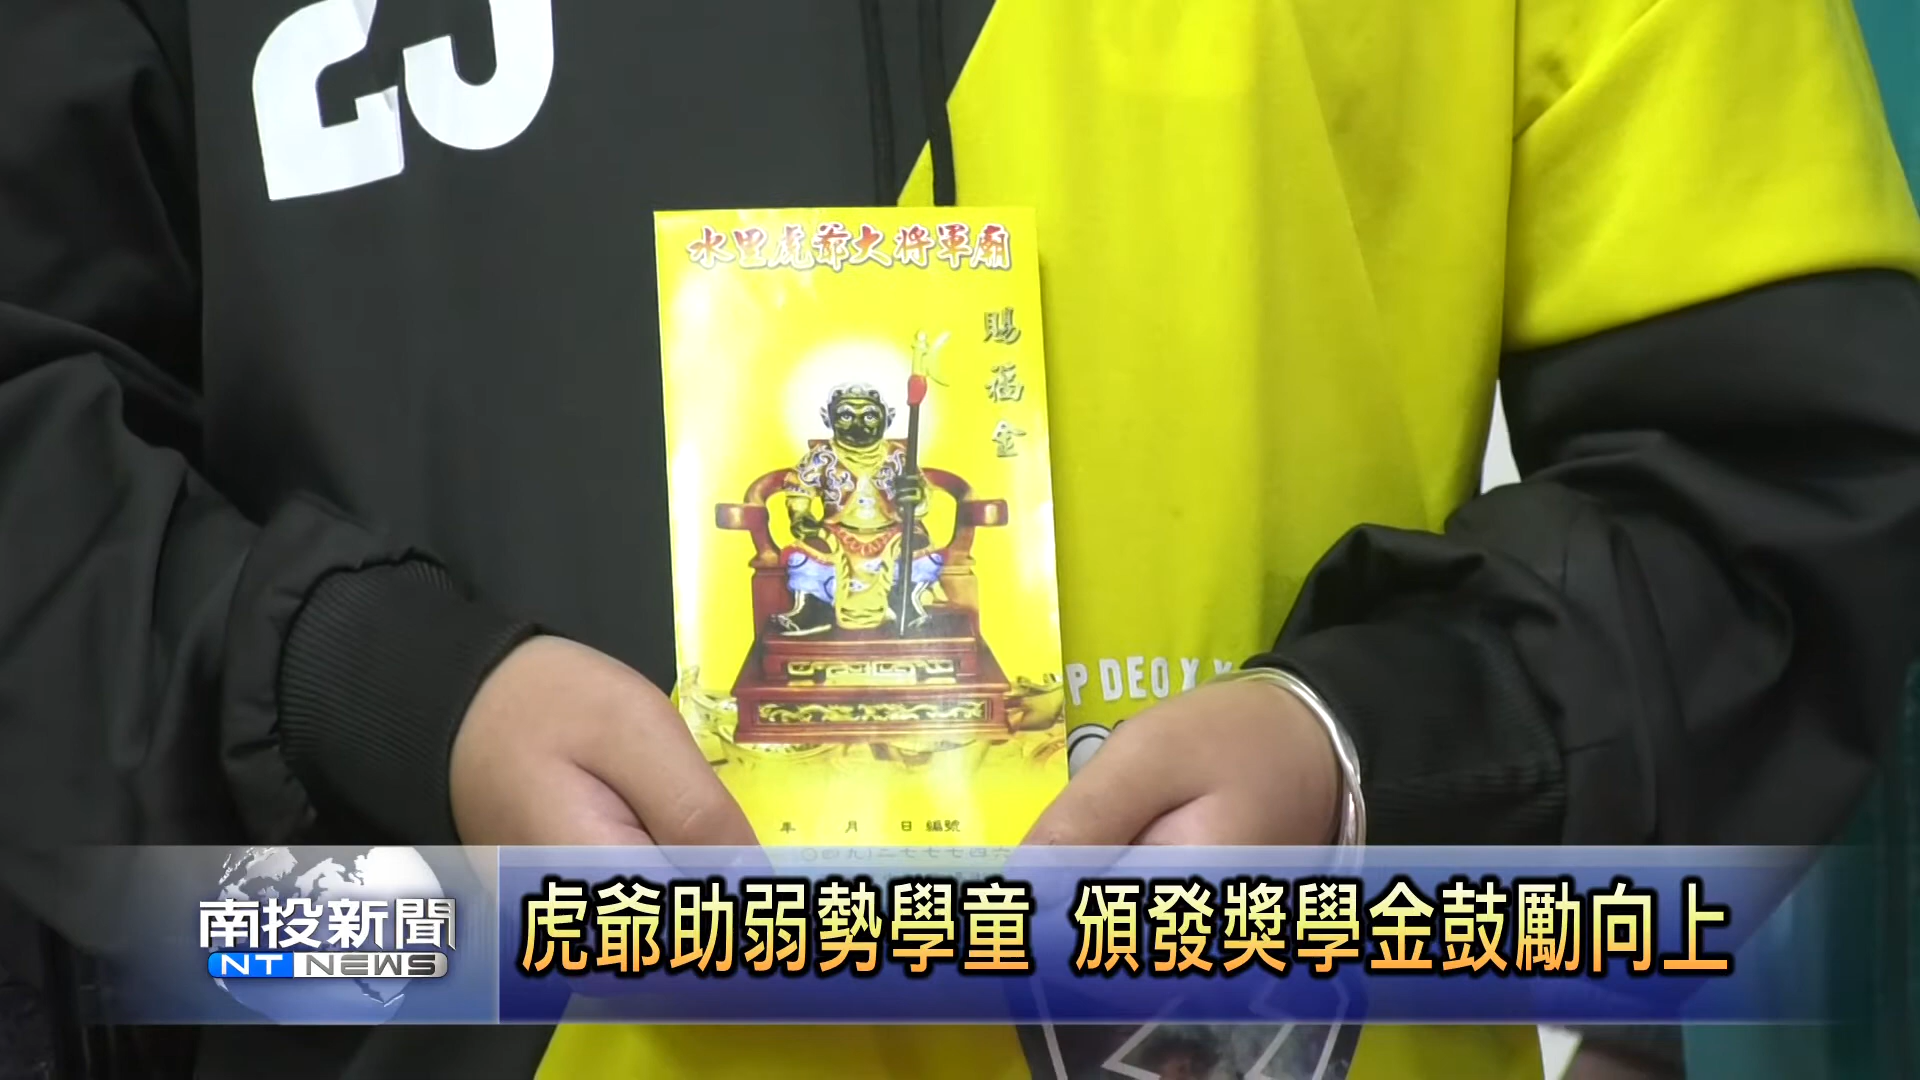 23
水里虎爺大將軍廟
賜福金
P DEOXY
年 月 日 編號
南投新聞
NT NEWS
虎爺助弱勢學童 頒發獎學金鼓勵向上